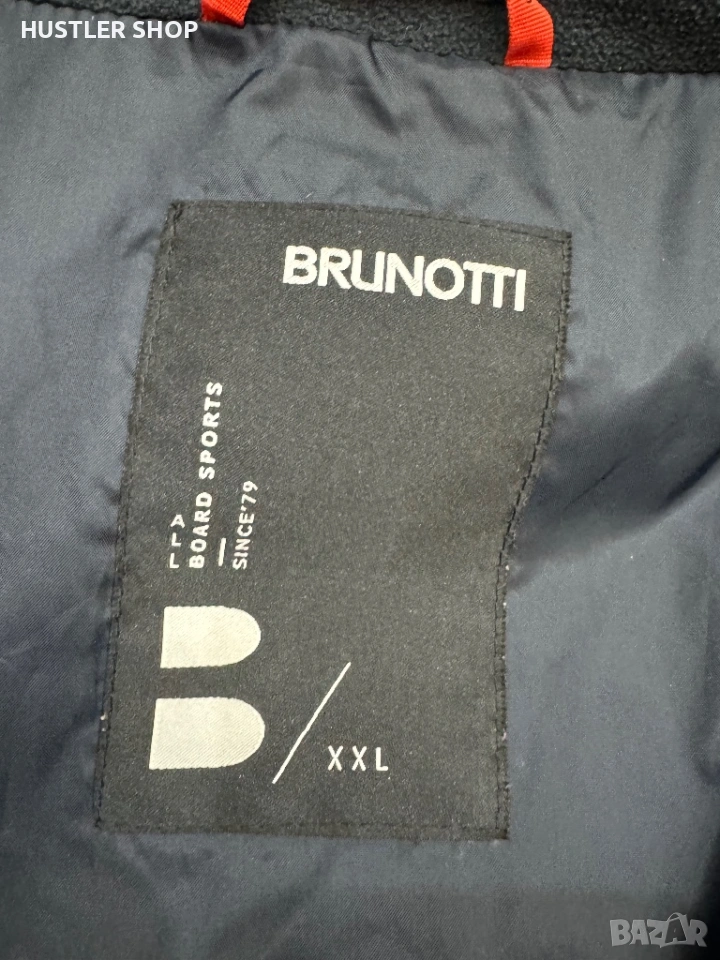 HUSTLER SHOP
BRUNOTTI
ALL
BOARD SPORTS
SINCE'79
B
XXL
BAZAR